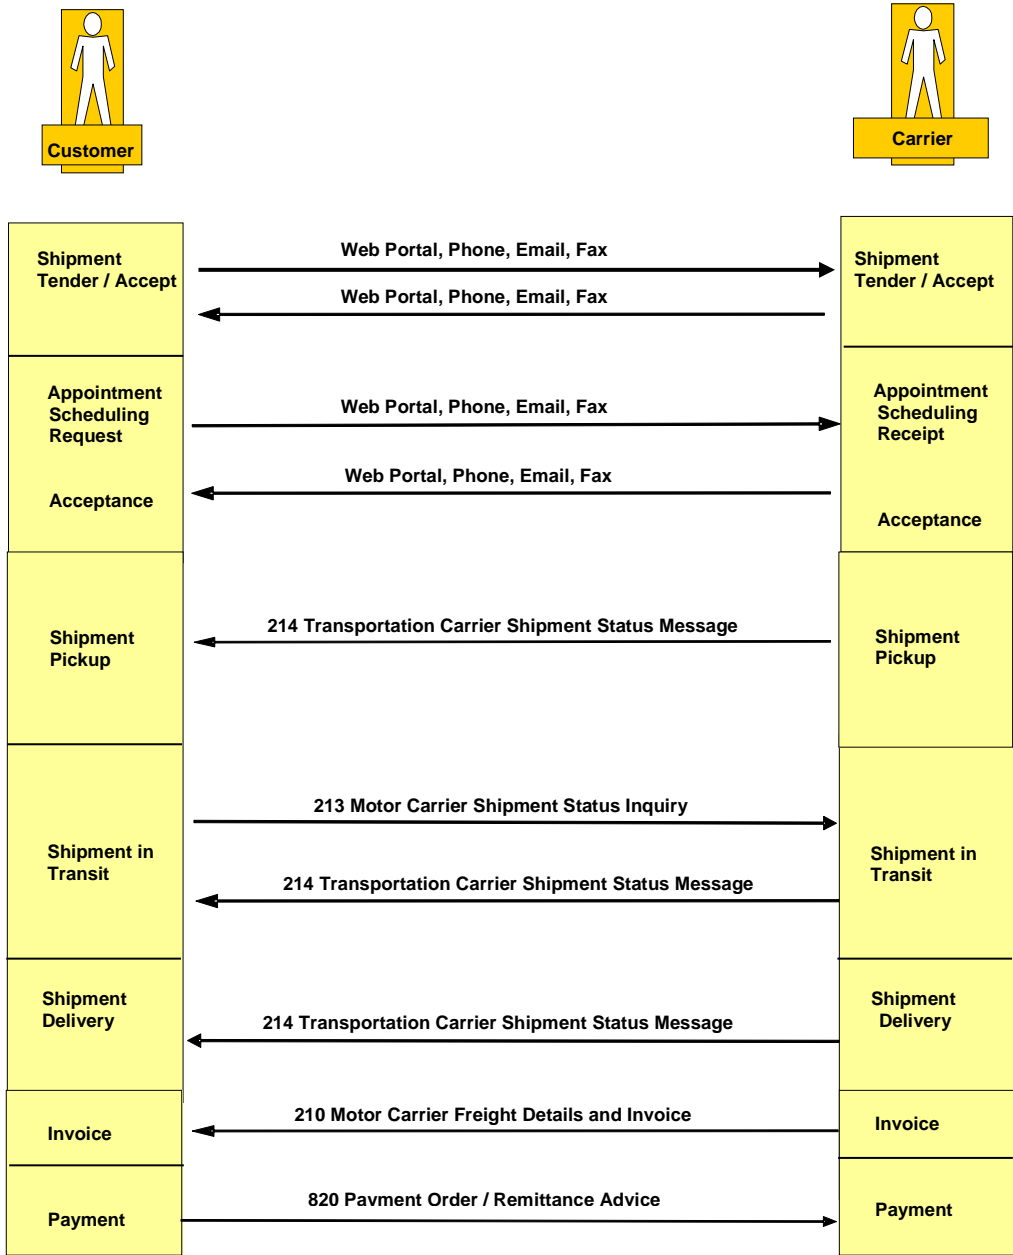 Customer
Carrier
Shipment
Tender / Accept
Web Portal, Phone, Email, Fax
Web Portal, Phone, Email, Fax
Shipment
Tender / Accept
Appointment
Scheduling
Request
Web Portal, Phone, Email, Fax
Appointment
Scheduling
Receipt
Acceptance
Web Portal, Phone, Email, Fax
Acceptance
Shipment
Pickup
214 Transportation Carrier Shipment Status Message
Shipment
Pickup
213 Motor Carrier Shipment Status Inquiry
Shipment in
Transit
214 Transportation Carrier Shipment Status Message
Shipment in
Transit
Shipment
Delivery
214 Transportation Carrier Shipment Status Message
Shipment
Delivery
Invoice
210 Motor Carrier Freight Details and Invoice
Invoice
Payment
820 Pavment Order / Remittance Advice
Payment